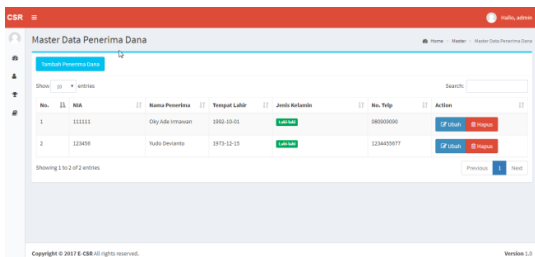 CSR
Hallo, admin
Master Data Penerima Dana
Home > Master > Master Data Penerima Dana
Tambah Penerima Dana
Show 10 entries
Search:
No. NIA Nama Penerima Tempat Lahir Jenis Kelamin No. Telp Action
1 111111 Oky Ade Irmawan 1992-10-01 Laki-laki Ubah Hapus
2 123456 Yudo Devianto 1973-12-15 Laki-laki Ubah Hapus
Showing 1 to 2 of 2 entries
Previous 1 Next
Copyright © 2017 E-CSR All rights reserved.
Version 1.0